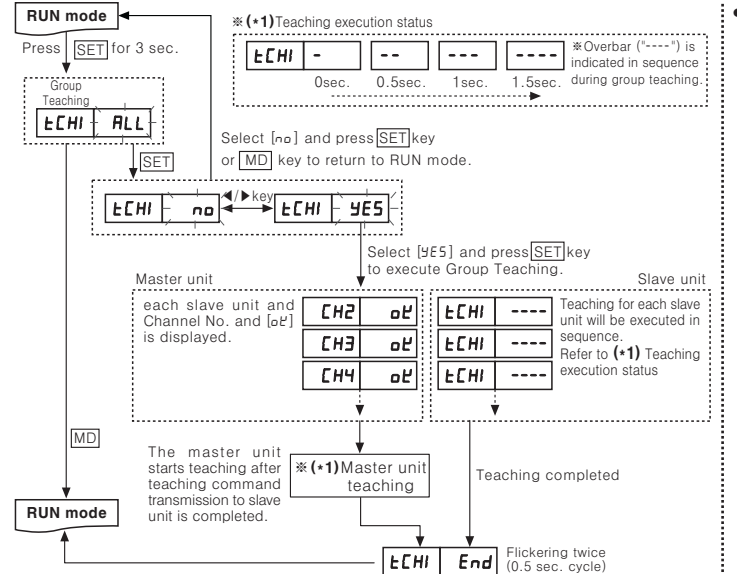 RUN mode
Press SET for 3 sec.
Group
Teaching
tCHI ALL
SET
※(*1)Teaching execution status
tCHI - -- --- ----
0sec. 0.5sec. 1sec. 1.5sec.
※Overbar ("----") is
indicated in sequence
during group teaching.
Select [no] and press SET key
or MD key to return to RUN mode.
tCHI no ◀/▶key tCHI YES
Select [YES] and press SET key
to execute Group Teaching.
Master unit
each slave unit and
Channel No. and [oK]
is displayed.
CH2 oK
CH3 oK
CH4 oK
Slave unit
tCHI ----
tCHI ----
tCHI ----
Teaching for each slave
unit will be executed in
sequence.
Refer to (*1) Teaching
execution status
MD
The master unit
starts teaching after
teaching command
transmission to slave
unit is completed.
※(*1)Master unit
teaching
Teaching completed
RUN mode
tCHI End
Flickering twice
(0.5 sec. cycle)